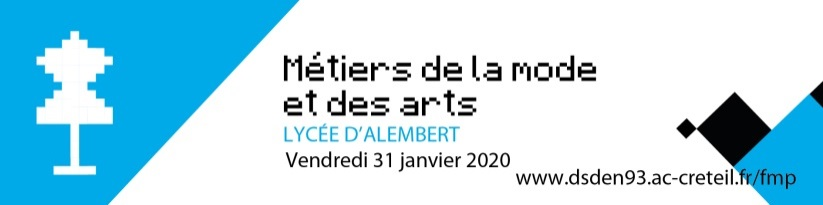 Métiers de la mode
et des arts
LYCÉE D'ALEMBERT
Vendredi 31 janvier 2020
www.dsden93.ac-creteil.fr/fmp